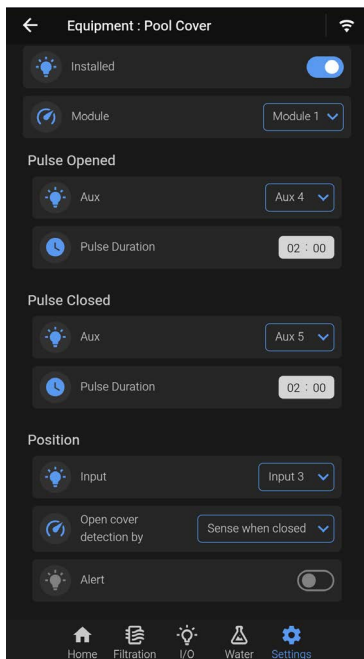 Equipment : Pool Cover
Installed
Module
Module 1
Pulse Opened
Aux
Aux 4
Pulse Duration
02 : 00
Pulse Closed
Aux
Aux 5
Pulse Duration
02 : 00
Position
Input
Input 3
Open cover
detection by
Sense when closed
Alert
Home Filtration I/O Water Settings